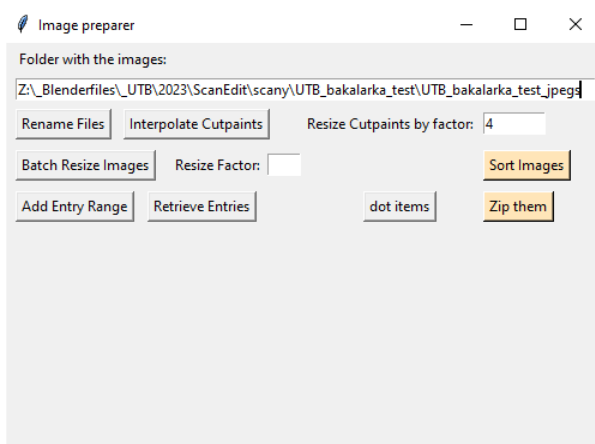 Image preparer
Folder with the images:
Z:\_Blenderfiles\_UTB\2023\ScanEdit\scany\UTB_bakalarka_test\UTB_bakalarka_test_jpegs
Rename Files Interpolate Cutpaints Resize Cutpaints by factor: 4
Batch Resize Images Resize Factor: Sort Images
Add Entry Range Retrieve Entries dot items Zip them